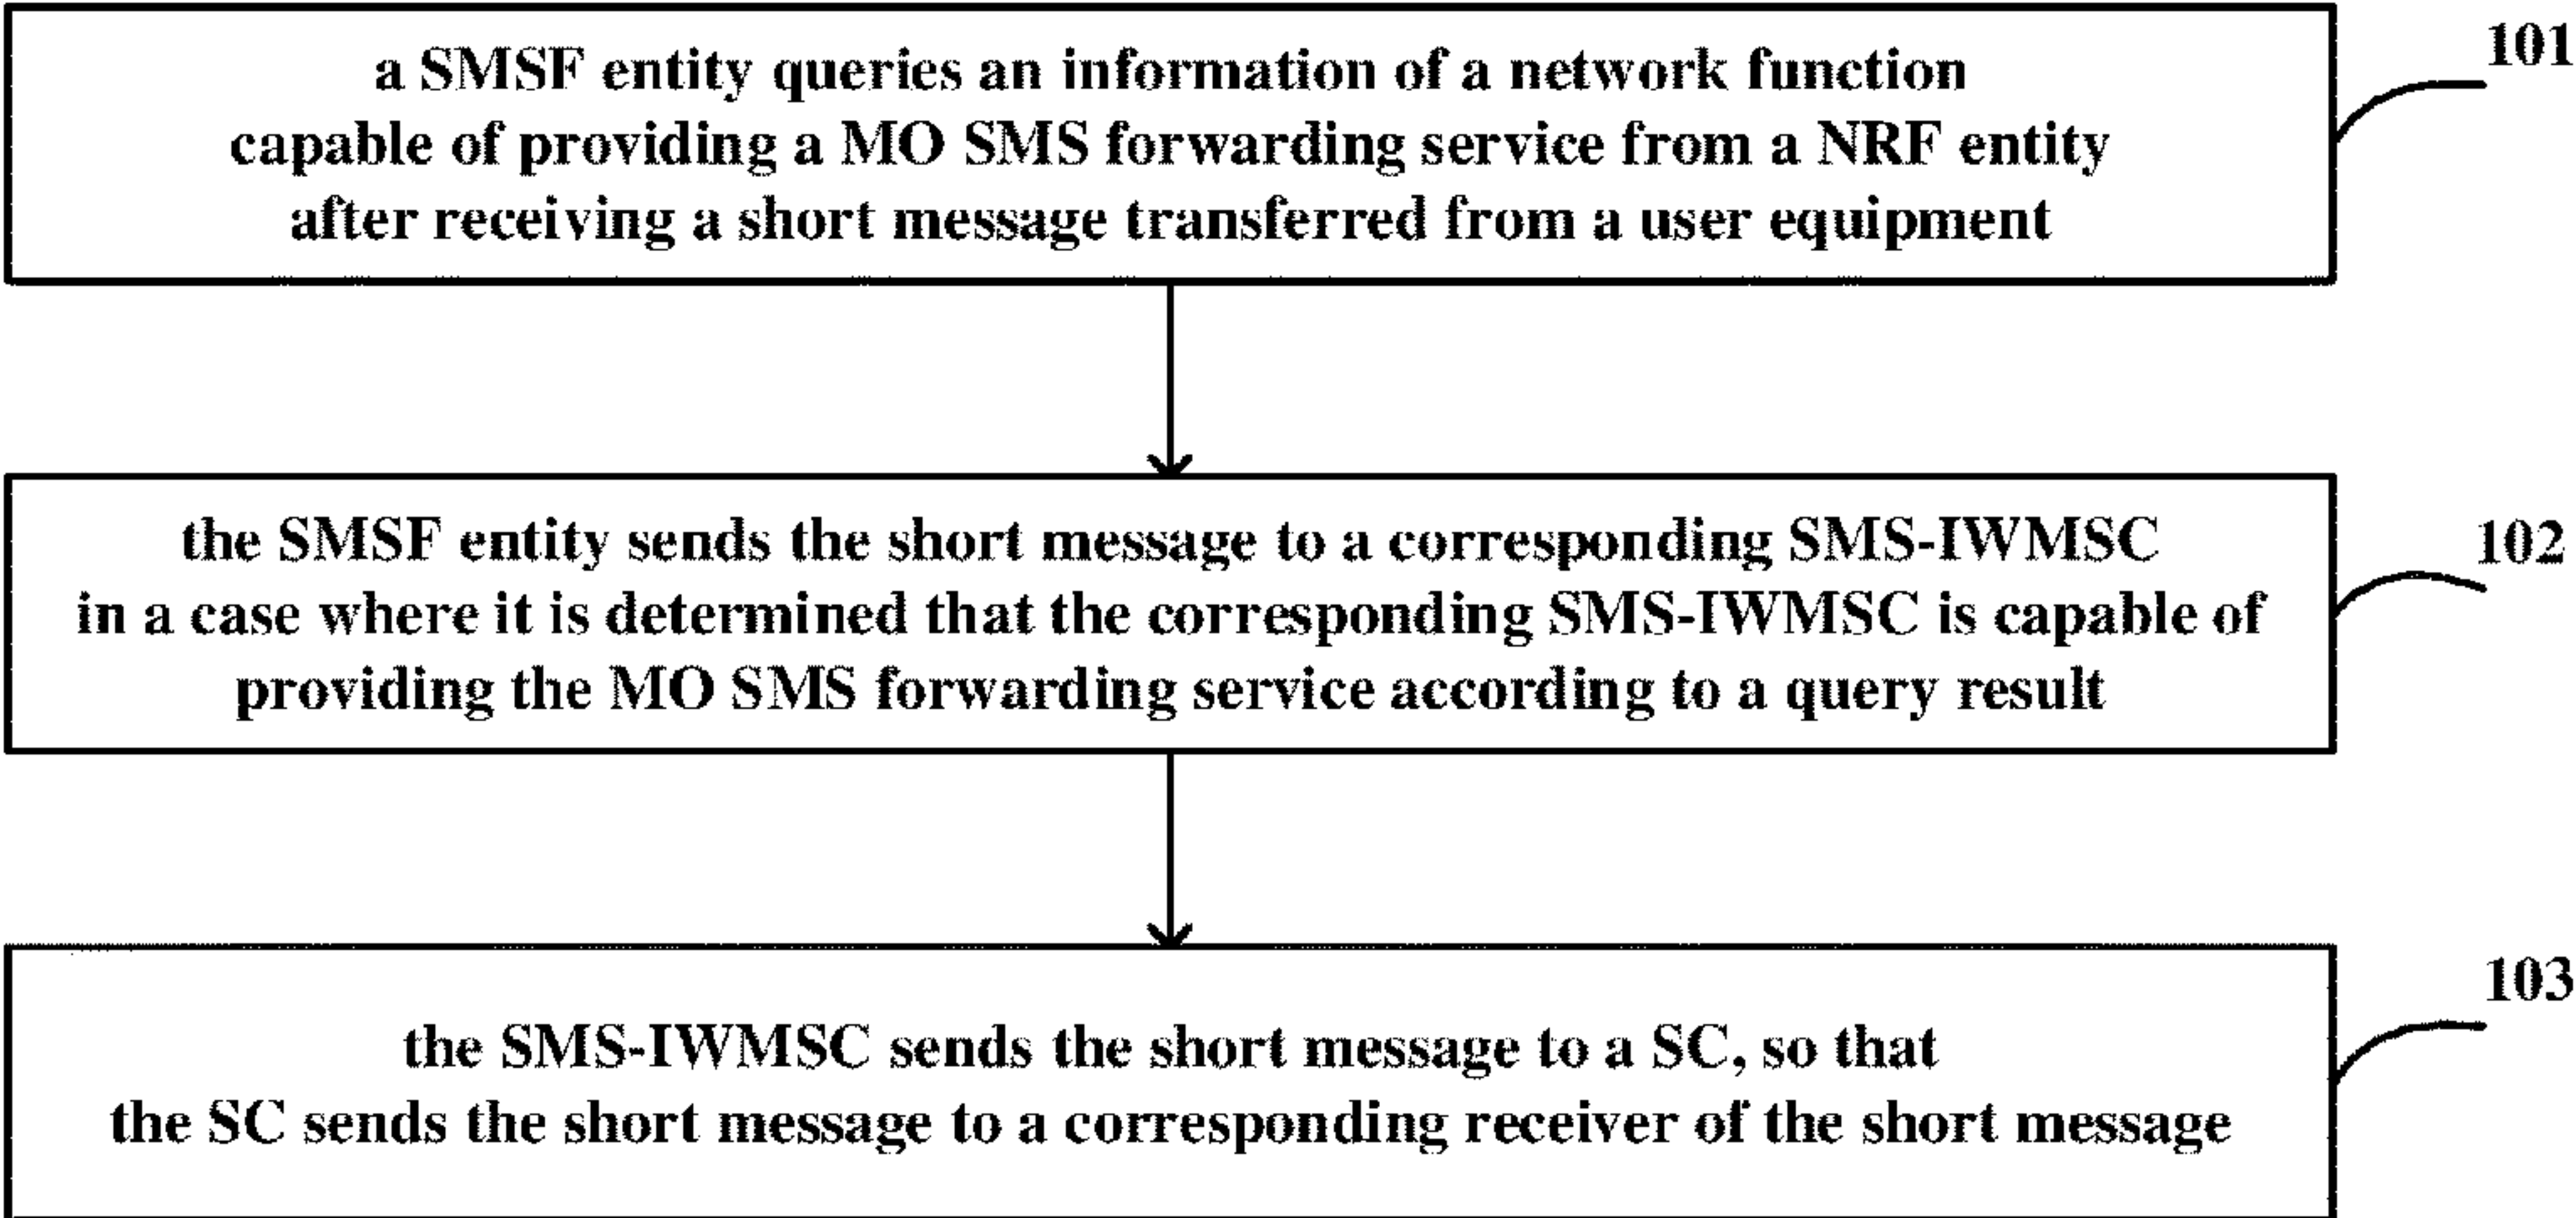 a SMSF entity queries an information of a network function
capable of providing a MO SMS forwarding service from a NRF entity
after receiving a short message transferred from a user equipment
101
the SMSF entity sends the short message to a corresponding SMS-IWMSC
in a case where it is determined that the corresponding SMS-IWMSC is capable of
providing the MO SMS forwarding service according to a query result
102
the SMS-IWMSC sends the short message to a SC, so that
the SC sends the short message to a corresponding receiver of the short message
103